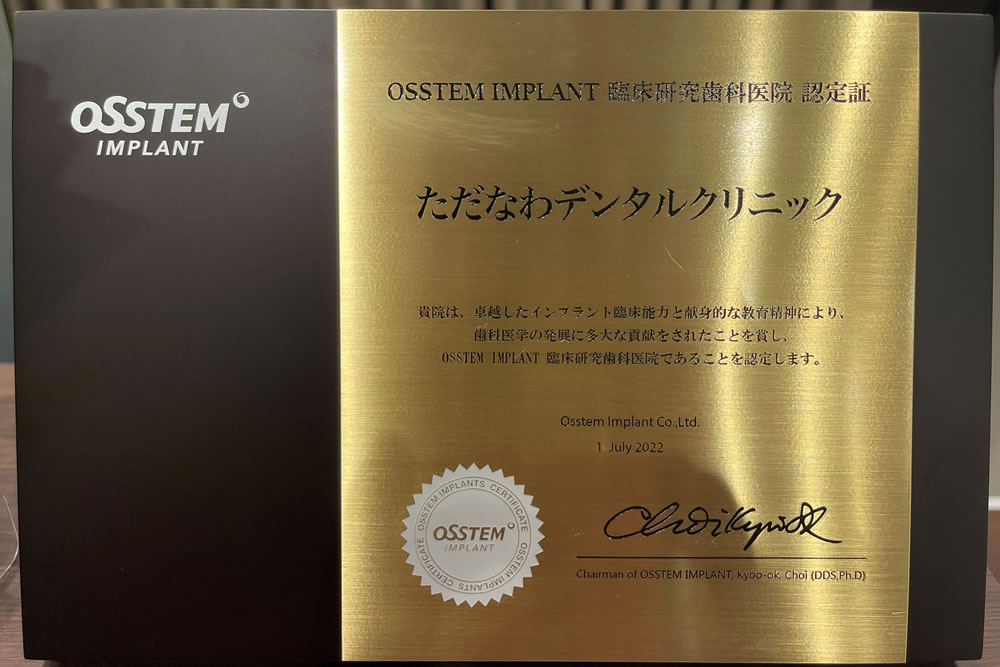 OSSTEM
IMPLANT
OSSTEM IMPLANT 臨床研究歯科医院 認定証
ただなわデンタルクリニック
貴院は、卓越したインプラント臨床能力と献身的な教育精神により、
歯科医学の発展に多大な貢献をされたことを賞し、
OSSTEM IMPLANT 臨床研究歯科医院であることを認定します。
Osstem Implant Co.,Ltd.
1 July 2022
OSSTEM IMPLANTS CERTIFICATE OSSTEM IMPLANTS CERTIFICATE
OSSTEM
IMPLANT
Choi Kyoo Ok
Chairman of OSSTEM IMPLANT, Kyoo-ok, Choi (DDS,Ph.D)